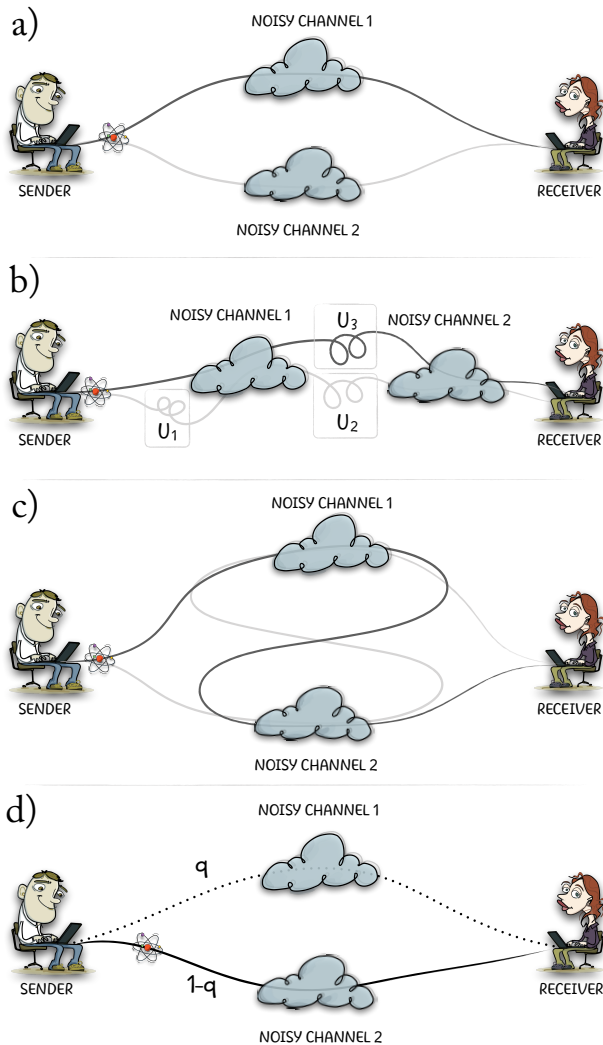 a)
NOISY CHANNEL 1
SENDER
RECEIVER
NOISY CHANNEL 2
b)
NOISY CHANNEL 1
U3
NOISY CHANNEL 2
U1
U2
SENDER
RECEIVER
c)
NOISY CHANNEL 1
SENDER
RECEIVER
NOISY CHANNEL 2
d)
NOISY CHANNEL 1
q
SENDER
1-q
RECEIVER
NOISY CHANNEL 2